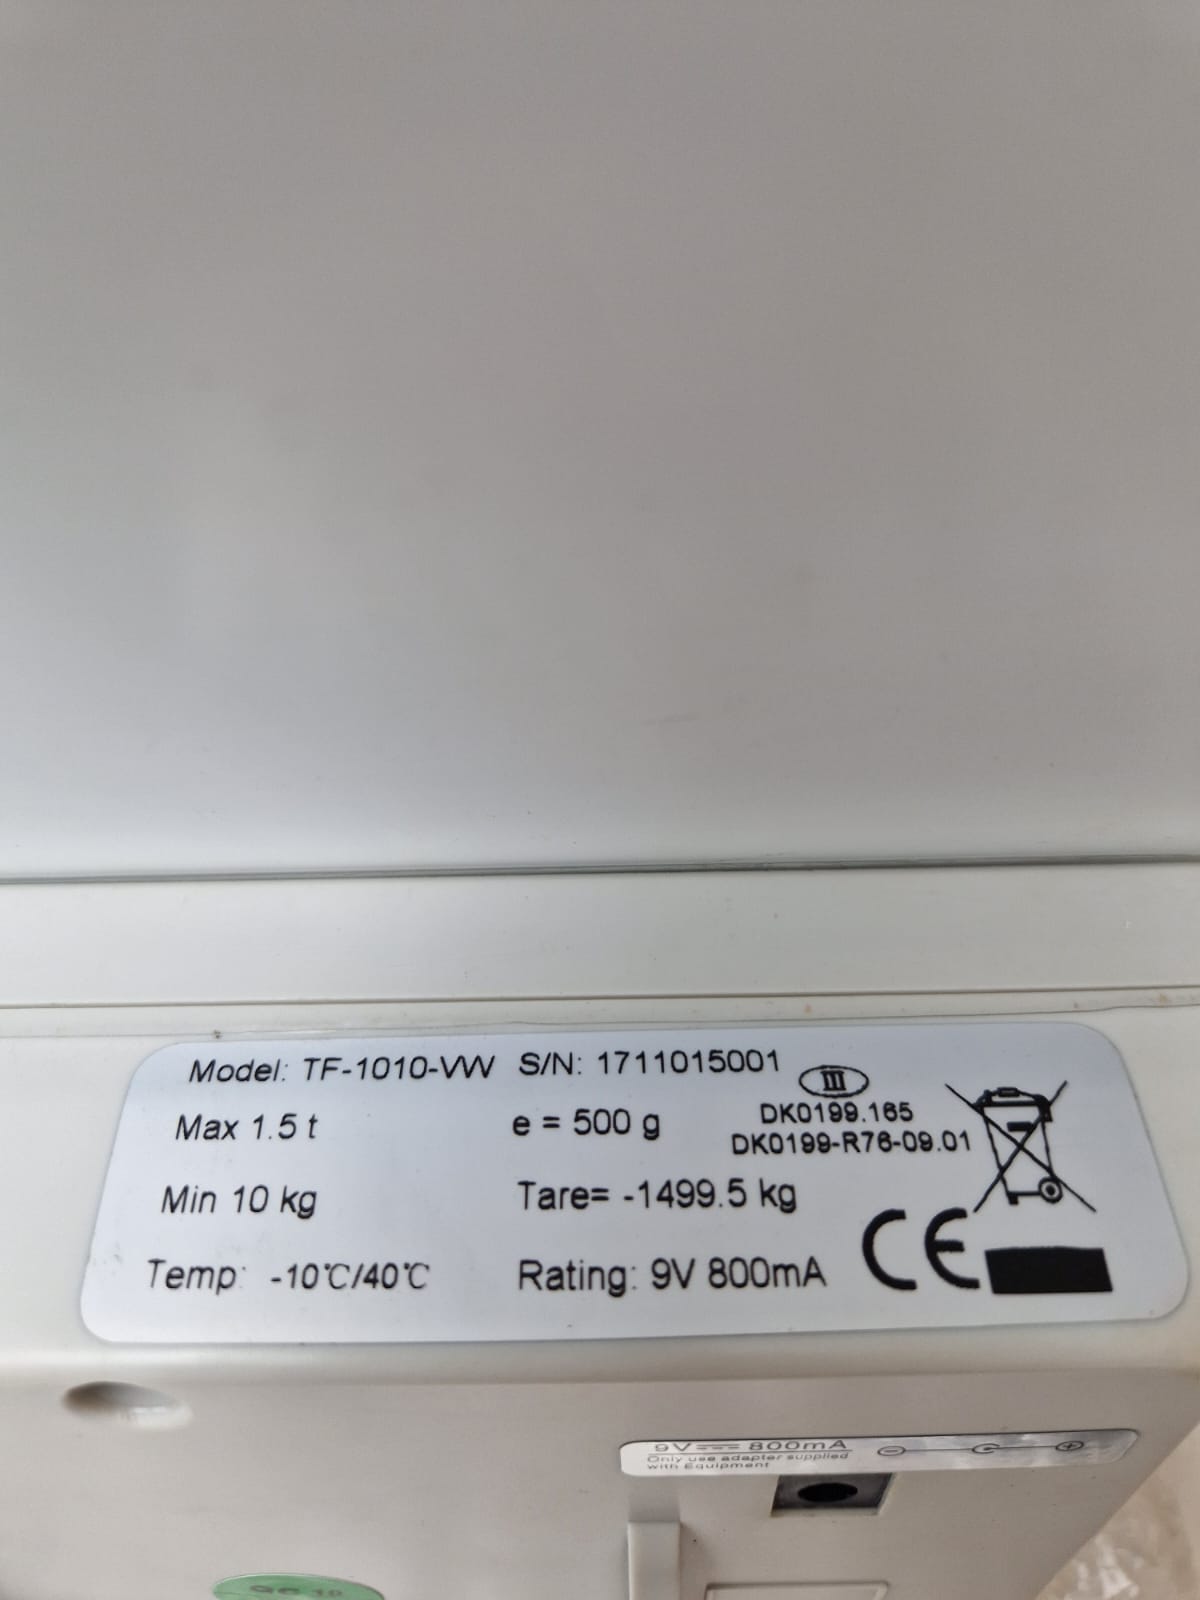 Model: TF-1010-VW S/N: 1711015001
III
Max 1.5 t e = 500 g DK0199.165
DK0199-R76-09.01
Min 10 kg Tare= -1499.5 kg
Temp: -10℃/40℃ Rating: 9V 800mA CE
9V 800mA
Only use adapter supplied
with Equipment
QC 10